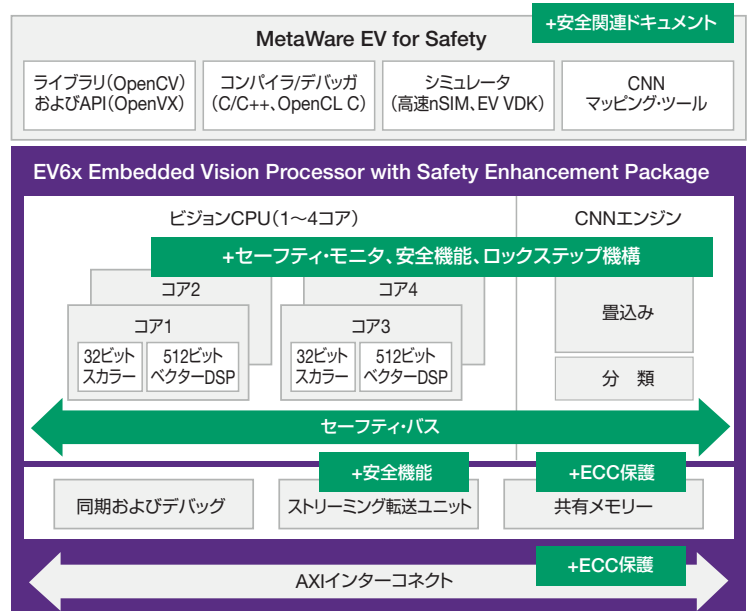 +安全関連ドキュメント
MetaWare EV for Safety
ライブラリ(OpenCV)
およびAPI(OpenVX)
コンパイラ/デバッガ
(C/C++、OpenCL C)
シミュレータ
(高速nSIM、EV VDK)
CNN
マッピング・ツール
EV6x Embedded Vision Processor with Safety Enhancement Package
ビジョンCPU(1〜4コア)
CNNエンジン
+セーフティ・モニタ、安全機能、ロックステップ機構
コア2
コア1
32ビット
スカラー
512ビット
ベクターDSP
コア4
コア3
32ビット
スカラー
512ビット
ベクターDSP
畳込み
分 類
セーフティ・バス
同期およびデバッグ
+安全機能
ストリーミング転送ユニット
+ECC保護
共有メモリー
+ECC保護
AXIインターコネクト